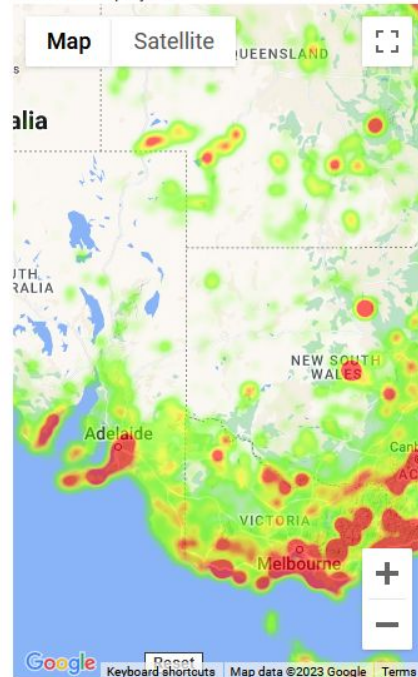 Map Satellite
QUEENSLAND
alia
UTH
RALIA
NEW SOUTH
WALES
Adelaide
Canb
AC
VICTORIA
Melbourne
+
−
Google
Reset
Keyboard shortcuts Map data ©2023 Google Terms